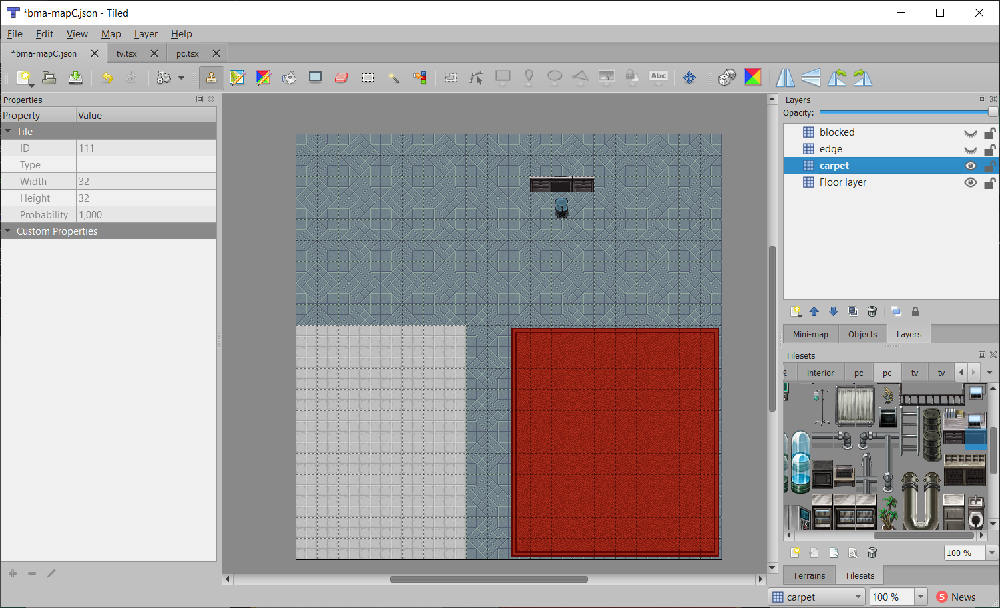 *bma-mapC.json - Tiled
File Edit View Map Layer Help
*bma-mapC.json tv.tsx pc.tsx
Abc
Properties
Property Value
Tile
ID 111
Type
Width 32
Height 32
Probability 1,000
Custom Properties
Layers
Opacity:
blocked
edge
carpet
Floor layer
Mini-map Objects Layers
Tilesets
2 interior pc pc tv tv
100 %
Terrains Tilesets
carpet 100 % 5 News